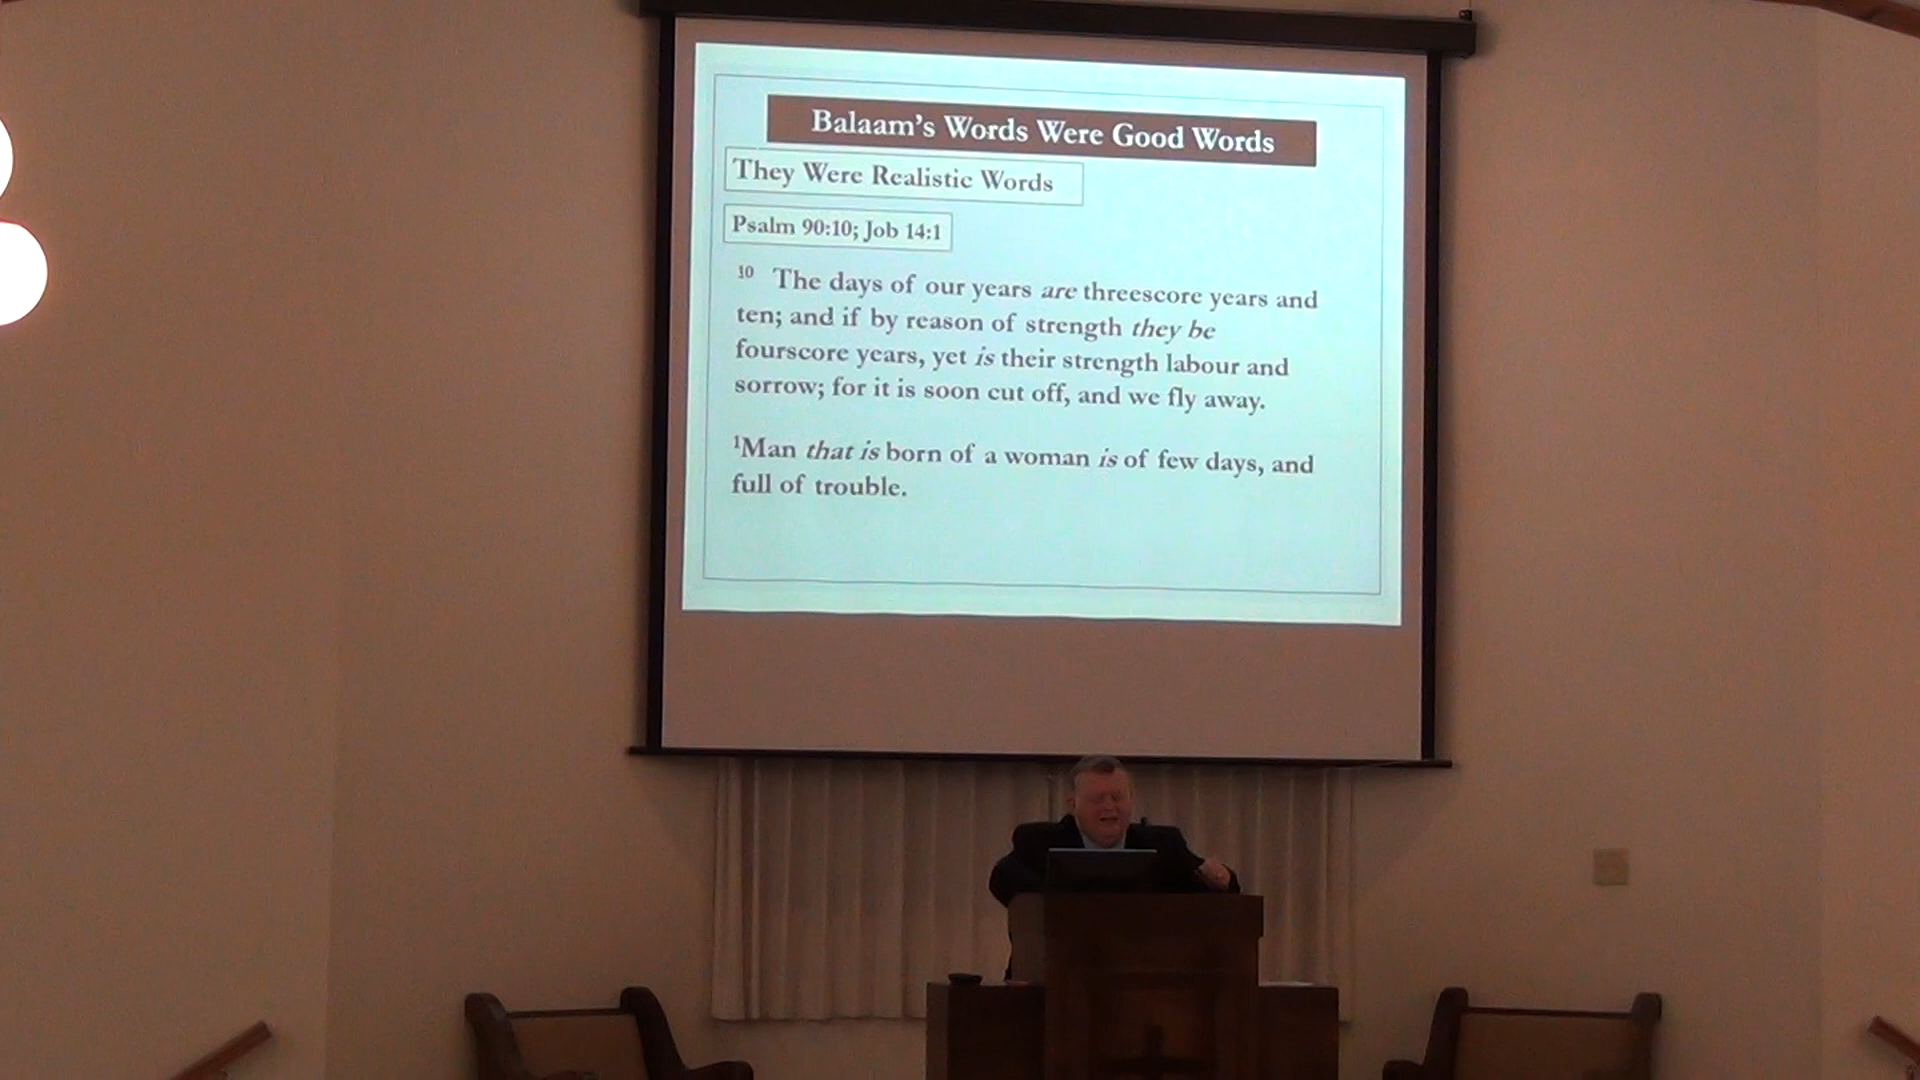 Balaam's Words Were Good Words
They Were Realistic Words
Psalm 90:10; Job 14:1
10 The days of our years are threescore years and
ten; and if by reason of strength they be
fourscore years, yet is their strength labour and
sorrow; for it is soon cut off, and we fly away.
1Man that is born of a woman is of few days, and
full of trouble.